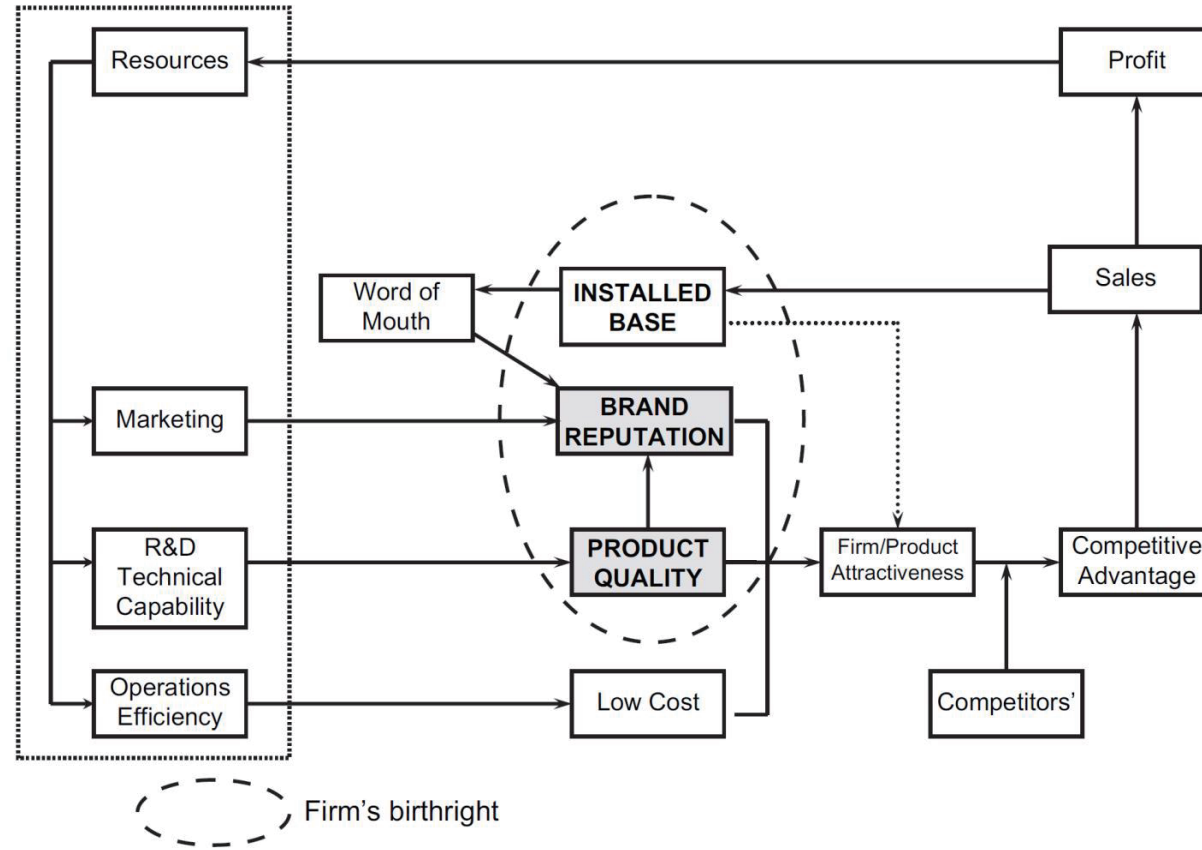 Resources
Profit
Sales
Word of
Mouth
INSTALLED
BASE
Marketing
BRAND
REPUTATION
R&D
Technical
Capability
PRODUCT
QUALITY
Firm/Product
Attractiveness
Competitive
Advantage
Operations
Efficiency
Low Cost
Competitors’
Firm’s birthright